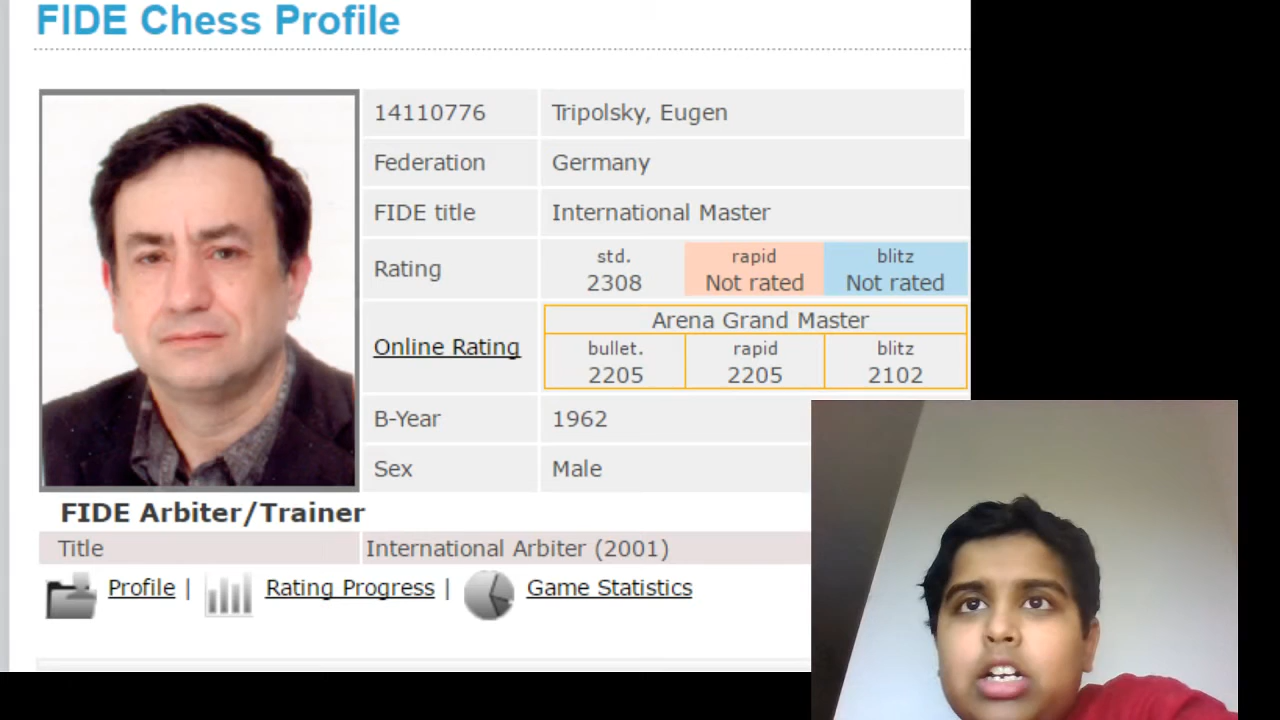 FIDE Chess Profile
14110776 Tripolsky, Eugen
Federation Germany
FIDE title International Master
Rating std. 2308 rapid Not rated blitz Not rated
Online Rating Arena Grand Master
bullet. 2205 rapid 2205 blitz 2102
B-Year 1962
Sex Male
FIDE Arbiter/Trainer
Title International Arbiter (2001)
Profile | Rating Progress | Game Statistics